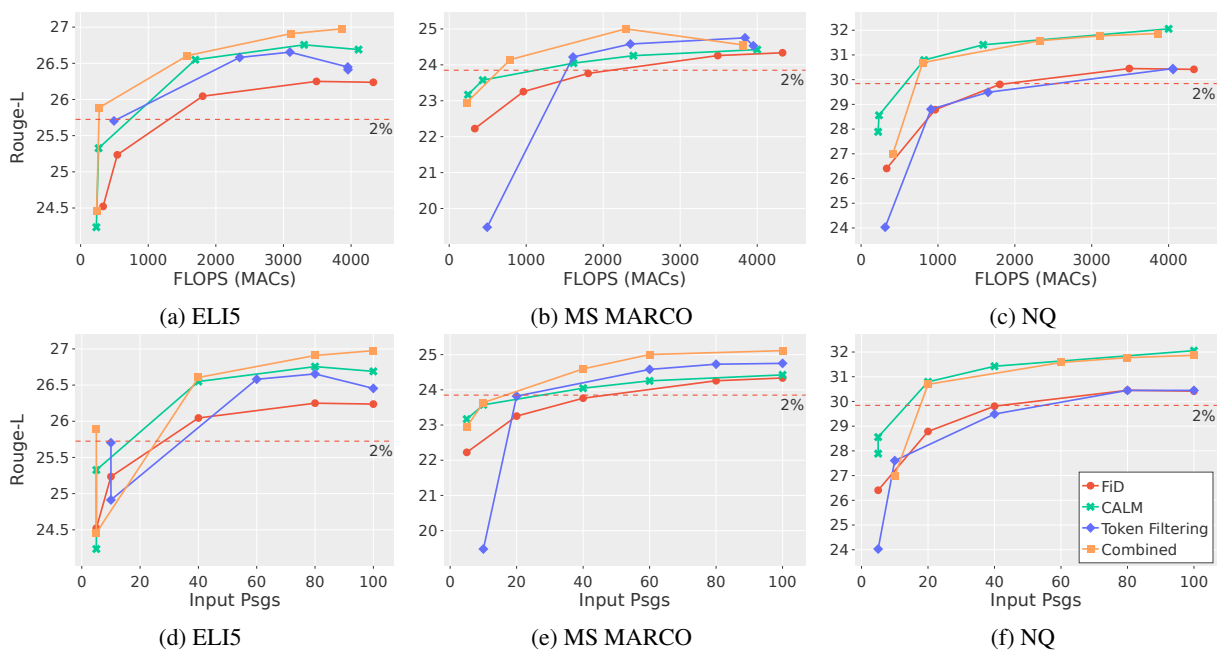 27
26.5
26
25.5
25
24.5
Rouge-L
2%
0 1000 2000 3000 4000
FLOPS (MACs)
(a) ELI5
25
24
23
22
21
20
2%
0 1000 2000 3000 4000
FLOPS (MACs)
(b) MS MARCO
32
31
30
29
28
27
26
25
24
2%
0 1000 2000 3000 4000
FLOPS (MACs)
(c) NQ
27
26.5
26
25.5
25
24.5
Rouge-L
2%
0 20 40 60 80 100
Input Psgs
(d) ELI5
25
24
23
22
21
20
2%
0 20 40 60 80 100
Input Psgs
(e) MS MARCO
32
31
30
29
28
27
26
25
24
2%
FiD
CALM
Token Filtering
Combined
0 20 40 60 80 100
Input Psgs
(f) NQ